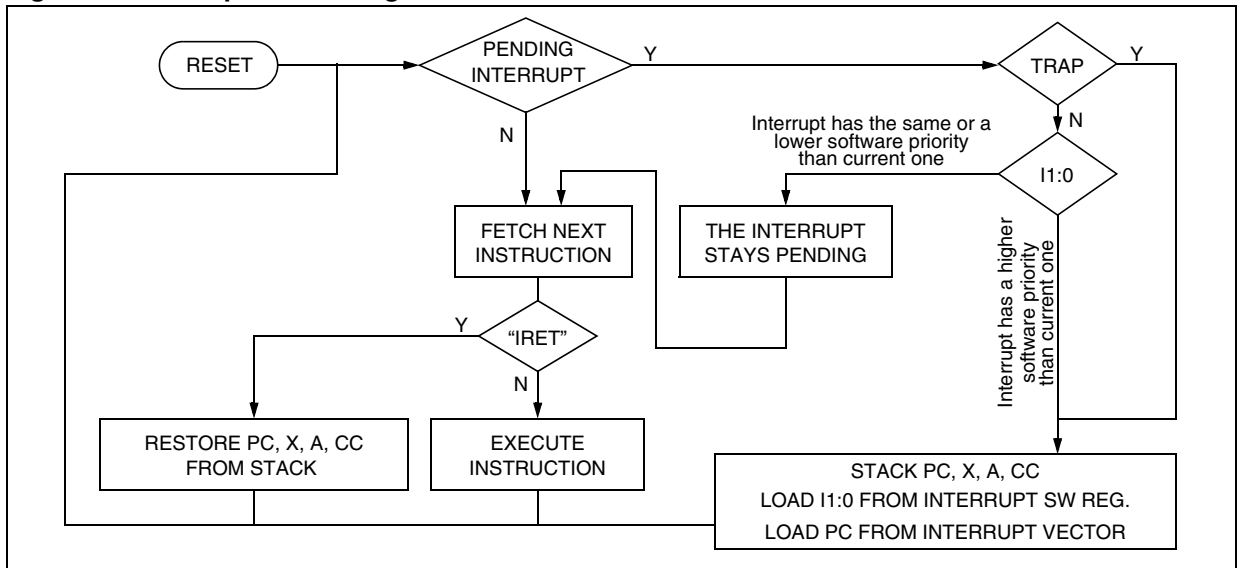 RESET
PENDING
INTERRUPT
Y
TRAP
Y
N
N
Interrupt has the same or a
lower software priority
than current one
I1:0
FETCH NEXT
INSTRUCTION
THE INTERRUPT
STAYS PENDING
Interrupt has a higher
software priority
than current one
Y
“IRET”
N
RESTORE PC, X, A, CC
FROM STACK
EXECUTE
INSTRUCTION
STACK PC, X, A, CC
LOAD I1:0 FROM INTERRUPT SW REG.
LOAD PC FROM INTERRUPT VECTOR